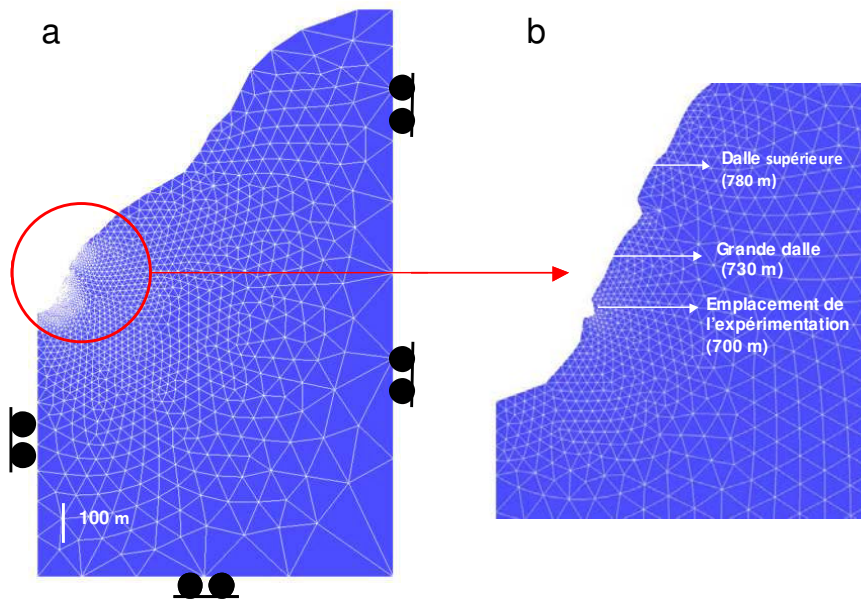 a
b
Dalle supérieure
(780 m)
Grande dalle
(730 m)
Emplacement de
l'expérimentation
(700 m)
100 m